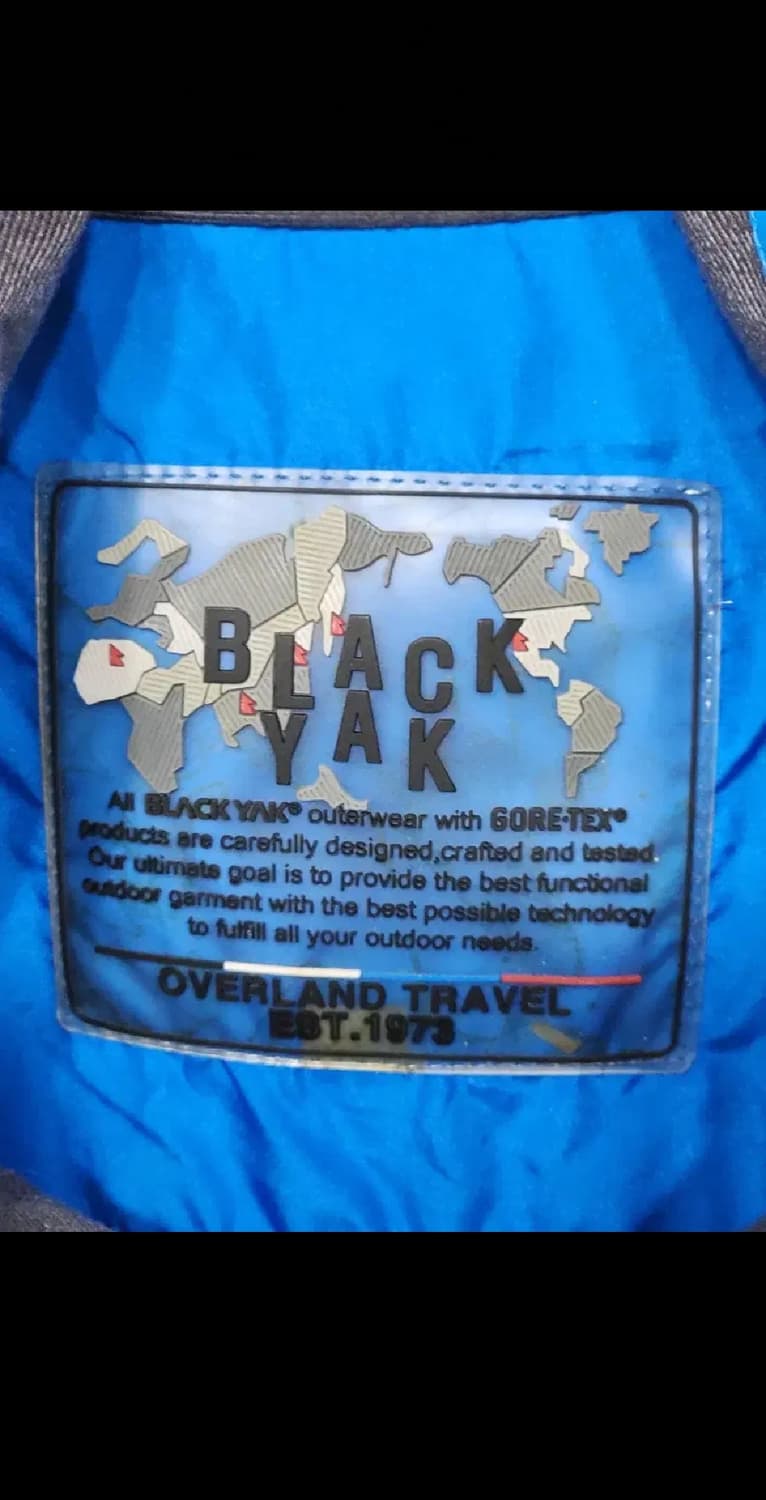 BLACK
YAK
All BLACK YAK® outerwear with GORE-TEX®
products are carefully designed,crafted and tested.
Our ultimate goal is to provide the best functional
outdoor garment with the best possible technology
to fulfill all your outdoor needs.
OVERLAND TRAVEL
EST.1973